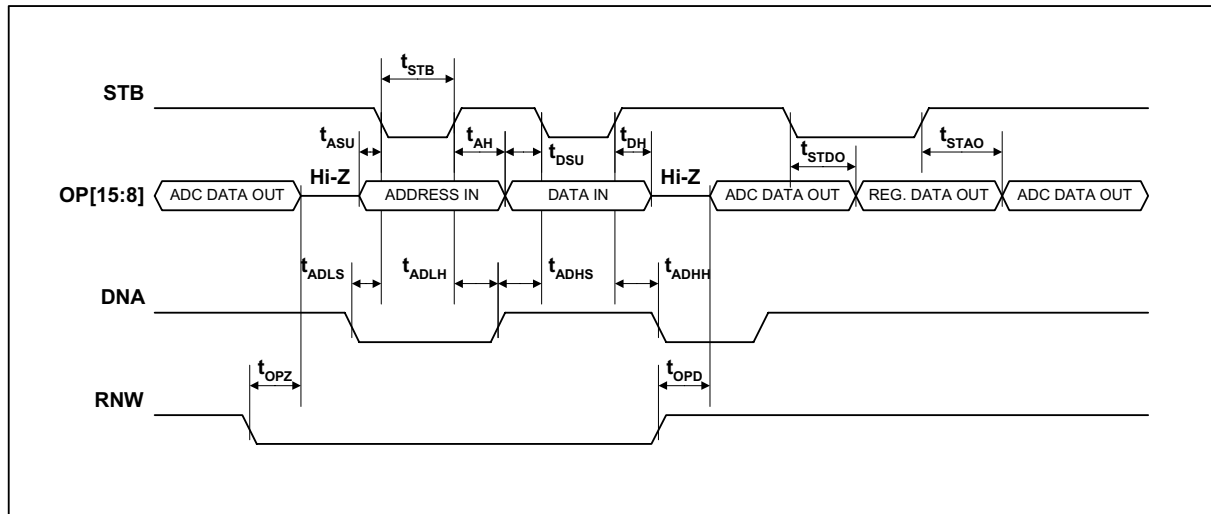 tSTB
STB
tASU
tAH
tDSU
tDH
tSTDO
tSTAO
Hi-Z
Hi-Z
OP[15:8]
ADC DATA OUT
ADDRESS IN
DATA IN
ADC DATA OUT
REG. DATA OUT
ADC DATA OUT
tADLS
tADLH
tADHS
tADHH
DNA
tOPZ
tOPD
RNW